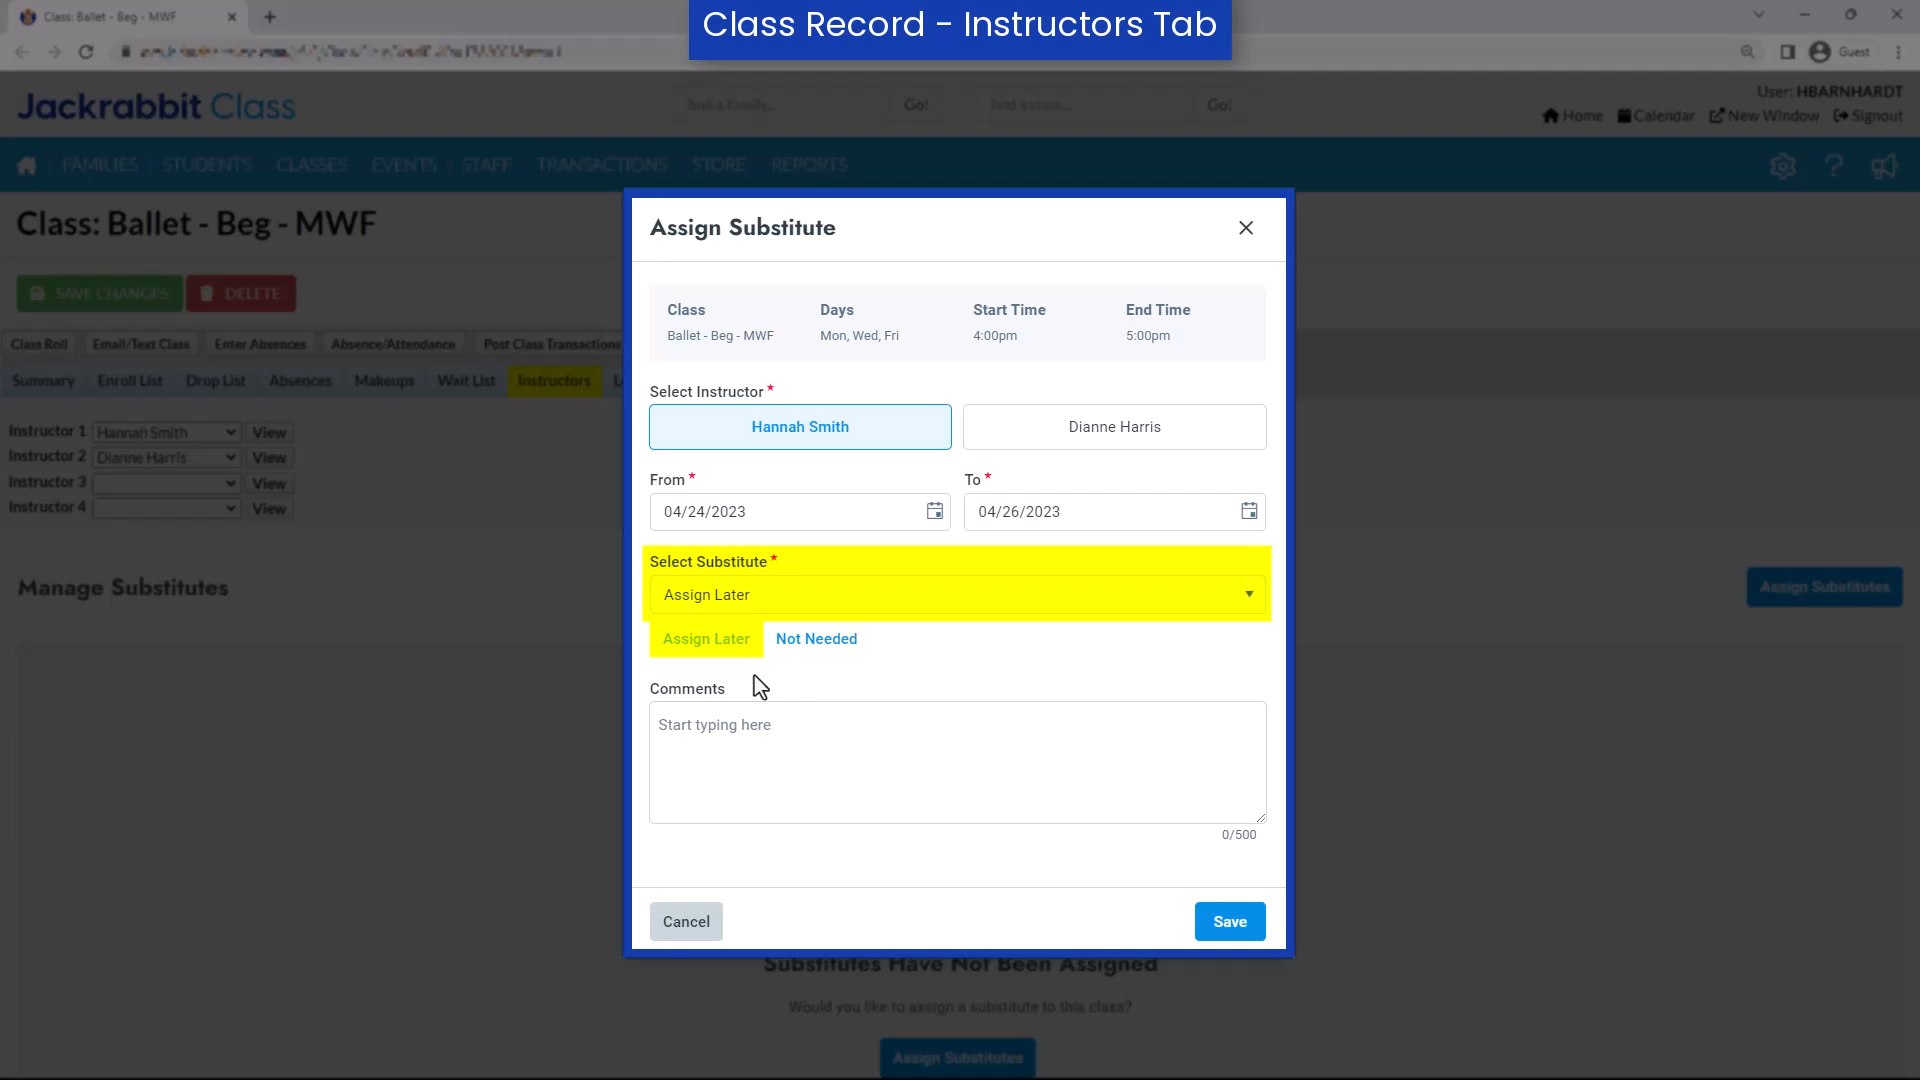 Class: Ballet - Beg - MWF
Class Record - Instructors Tab
Guest
Jackrabbit Class
find a family...
Go!
Go!
User: HBARNHARDT
Home
Calendar
New Window
Signout
FAMILIES
STUDENTS
CLASSES
EVENTS
STAFF
TRANSACTIONS
STORE
REPORTS
Class: Ballet - Beg - MWF
SAVE CHANGES
DELETE
Class Roll
Email/Text Class
Enter Absences
Absence/Attendance
Post Class Transactions
Summary
Enroll List
Drop List
Absences
Makeups
Wait List
Instructors
Instructor 1 Hannah Smith View
Instructor 2 Dianne Harris View
Instructor 3 View
Instructor 4 View
Manage Substitutes
Assign Substitutes
Assign Substitute
Class Days Start Time End Time
Ballet - Beg - MWF Mon, Wed, Fri 4:00pm 5:00pm
Select Instructor *
Hannah Smith
Dianne Harris
From * To *
04/24/2023 04/26/2023
Select Substitute *
Assign Later
Assign Later Not Needed
Comments
Start typing here
0/500
Cancel
Save
Substitutes Have Not Been Assigned
Would you like to assign a substitute to this class?
Assign Substitutes